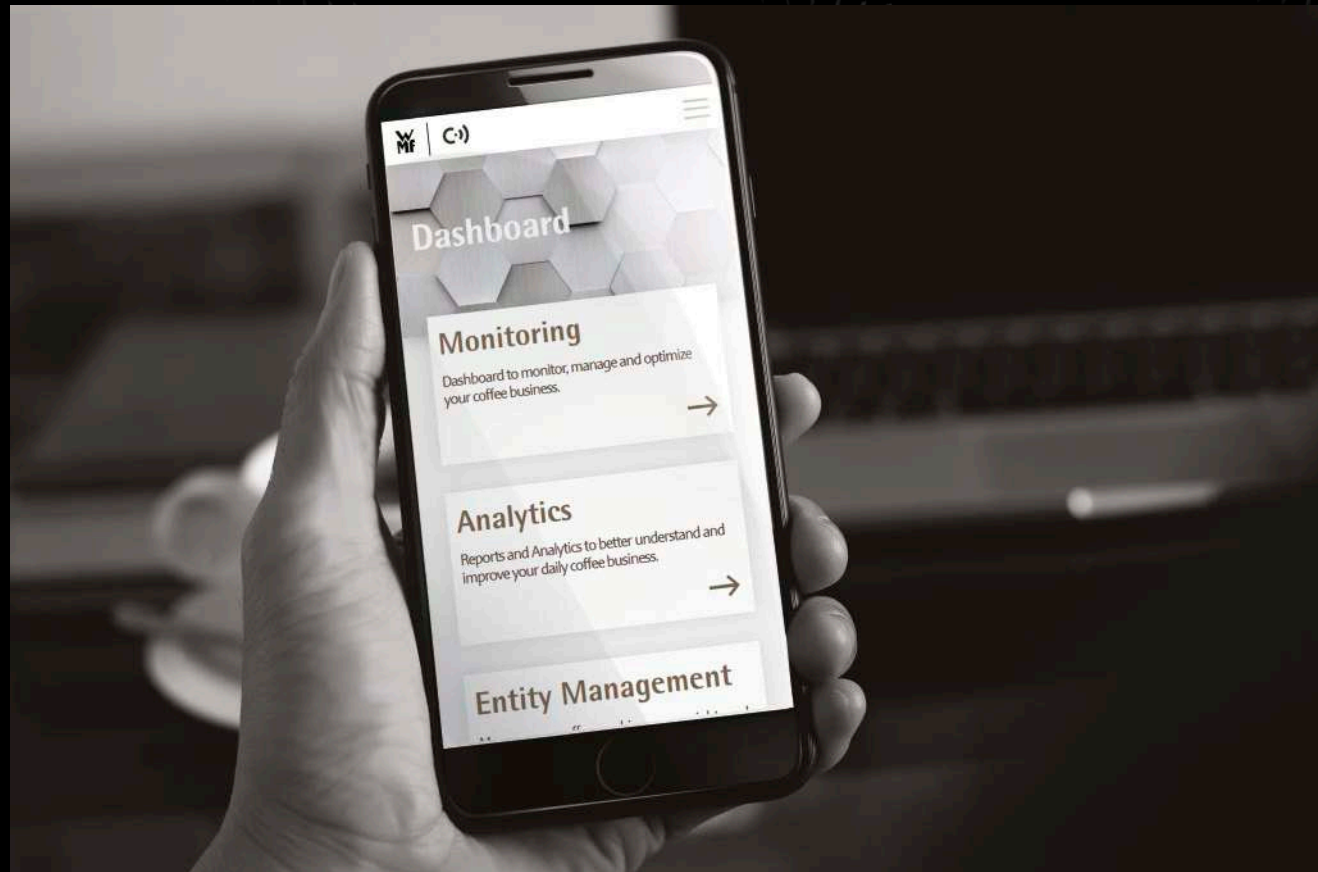 WMF
Dashboard
Monitoring
Dashboard to monitor, manage and optimize
your coffee business.
Analytics
Reports and Analytics to better understand and
improve your daily coffee business.
Entity Management